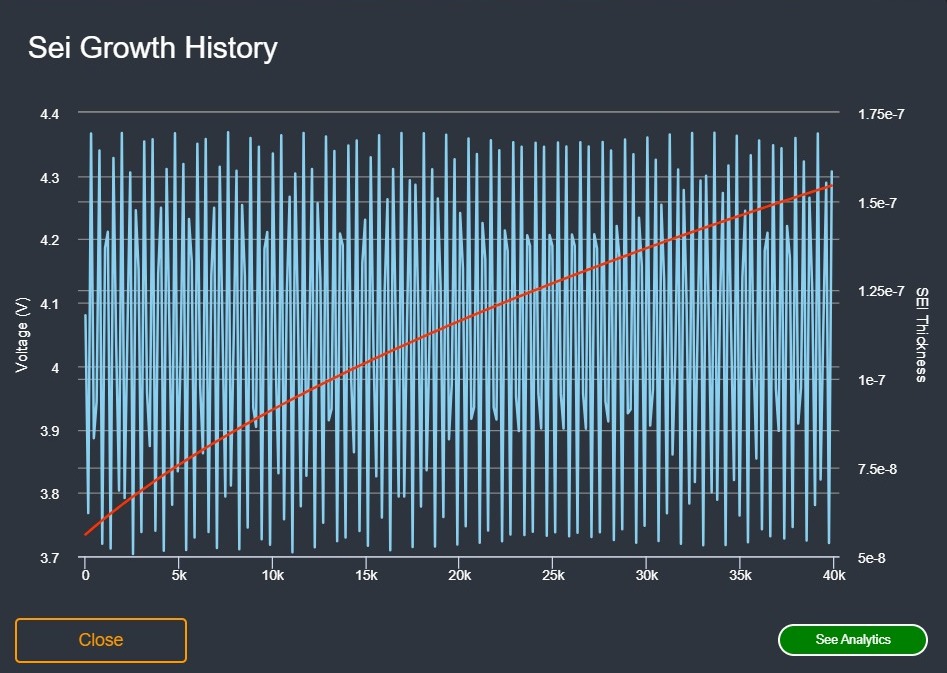 Sei Growth History
4.4
4.3
4.2
4.1
4
3.9
3.8
3.7
Voltage (V)
1.75e-7
1.5e-7
1.25e-7
1e-7
7.5e-8
5e-8
SEI Thickness
0 5k 10k 15k 20k 25k 30k 35k 40k
Close
See Analytics